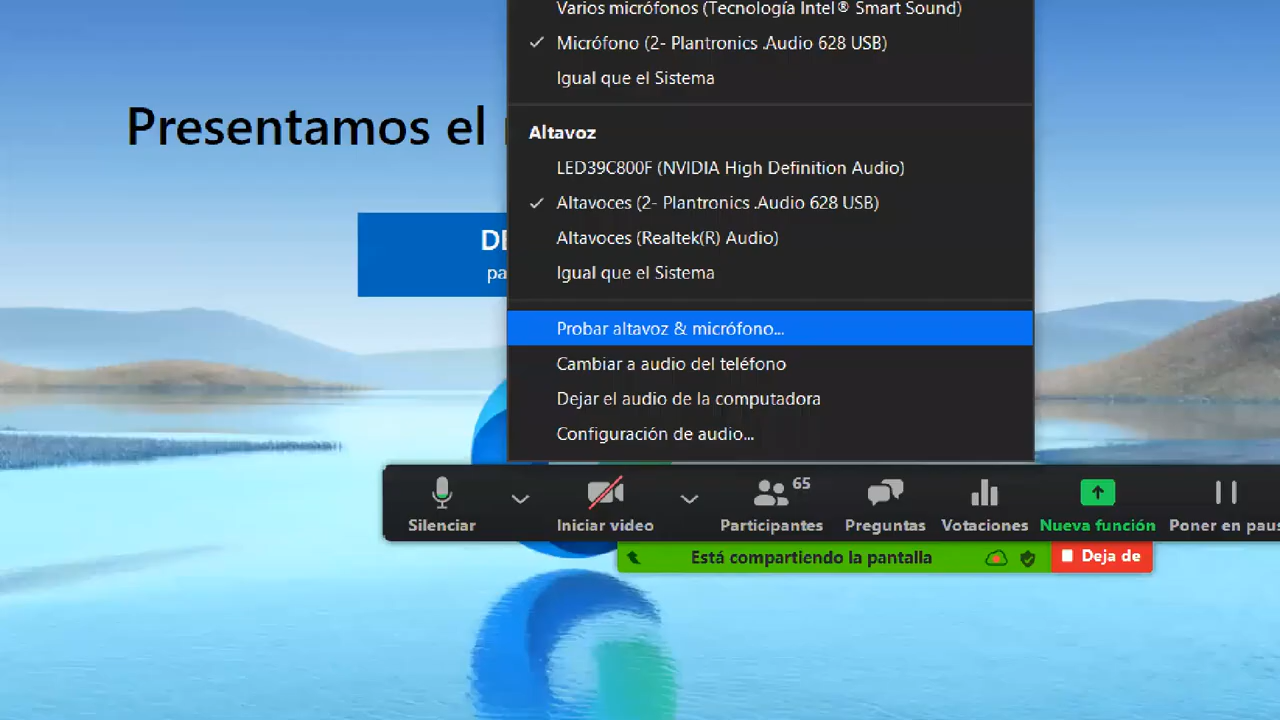 Varios micrófonos (Tecnología Intel® Smart Sound)
Micrófono (2- Plantronics .Audio 628 USB)
Igual que el Sistema
Presentamos el
Altavoz
LED39C800F (NVIDIA High Definition Audio)
Altavoces (2- Plantronics .Audio 628 USB)
Altavoces (Realtek(R) Audio)
Igual que el Sistema
Probar altavoz & micrófono...
Cambiar a audio del teléfono
Dejar el audio de la computadora
Configuración de audio...
65
Silenciar
Iniciar video
Participantes
Preguntas
Votaciones
Nueva función
Poner en paus
Está compartiendo la pantalla
Deja de